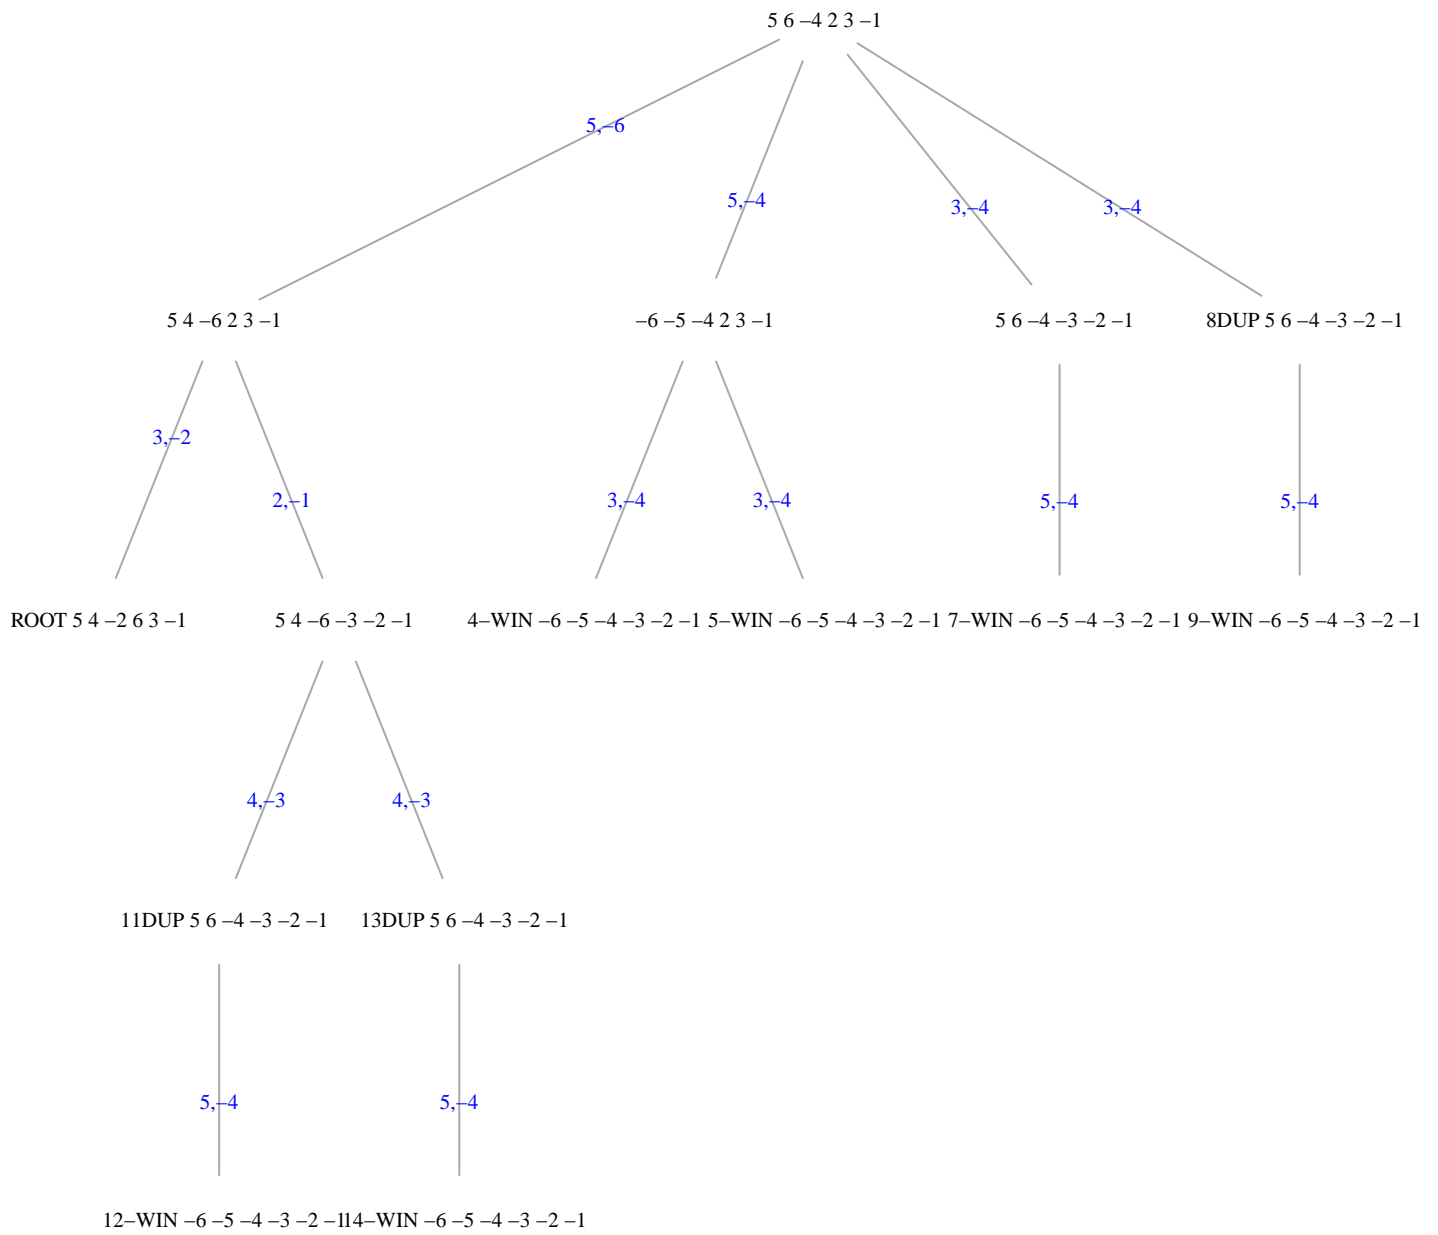 5 6 –4 2 3 –1
5,–6
5,–4
3,–4
3,–4
5 4 –6 2 3 –1
–6 –5 –4 2 3 –1
5 6 –4 –3 –2 –1
8DUP 5 6 –4 –3 –2 –1
3,–2
2,–1
3,–4
3,–4
5,–4
5,–4
ROOT 5 4 –2 6 3 –1
5 4 –6 –3 –2 –1
4–WIN –6 –5 –4 –3 –2 –1
5–WIN –6 –5 –4 –3 –2 –1
7–WIN –6 –5 –4 –3 –2 –1
9–WIN –6 –5 –4 –3 –2 –1
4,–3
4,–3
11DUP 5 6 –4 –3 –2 –1
13DUP 5 6 –4 –3 –2 –1
5,–4
5,–4
12–WIN –6 –5 –4 –3 –2 –1
14–WIN –6 –5 –4 –3 –2 –1